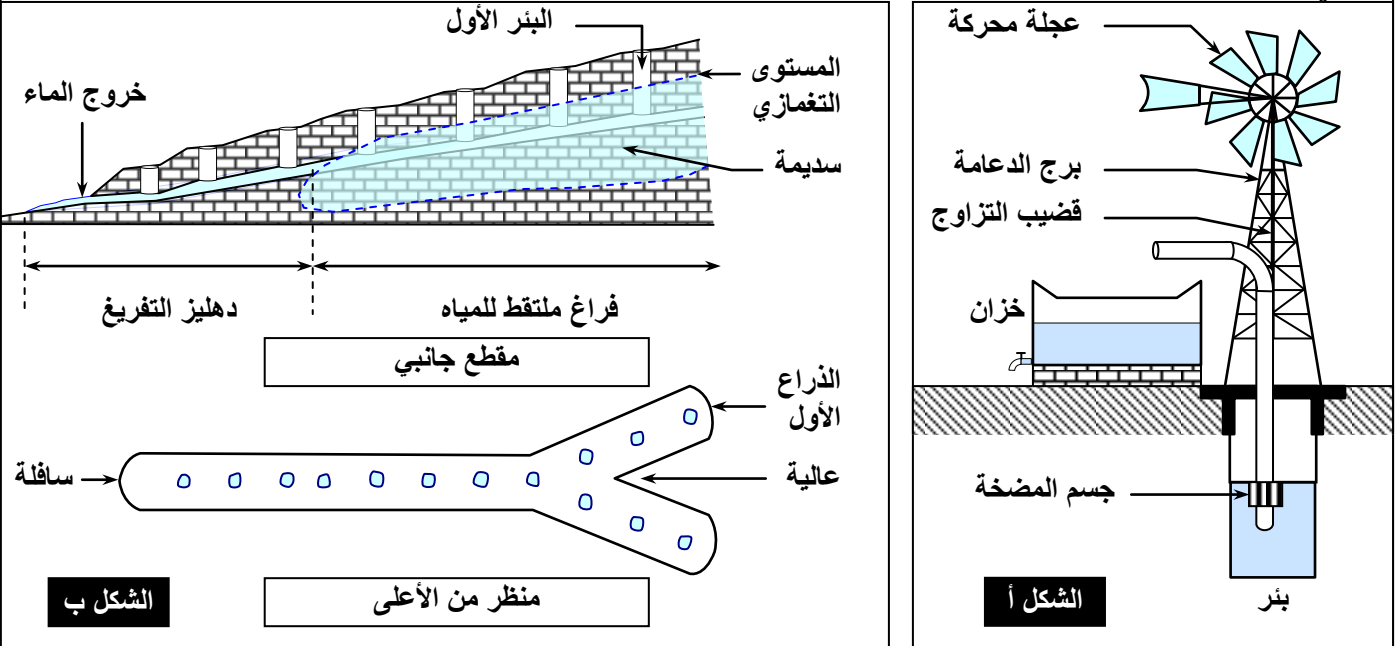 عجلة محركة
برج الدعامة
قضيب التزاوج
خزان
جسم المضخة
بئر
الشكل أ
البئر الأول
المستوى
التغمازي
خروج الماء
سديمة
دهليز التفريغ
فراغ ملتقط للمياه
مقطع جانبي
الذراع
الأول
عالية
سافلة
منظر من الأعلى
الشكل ب